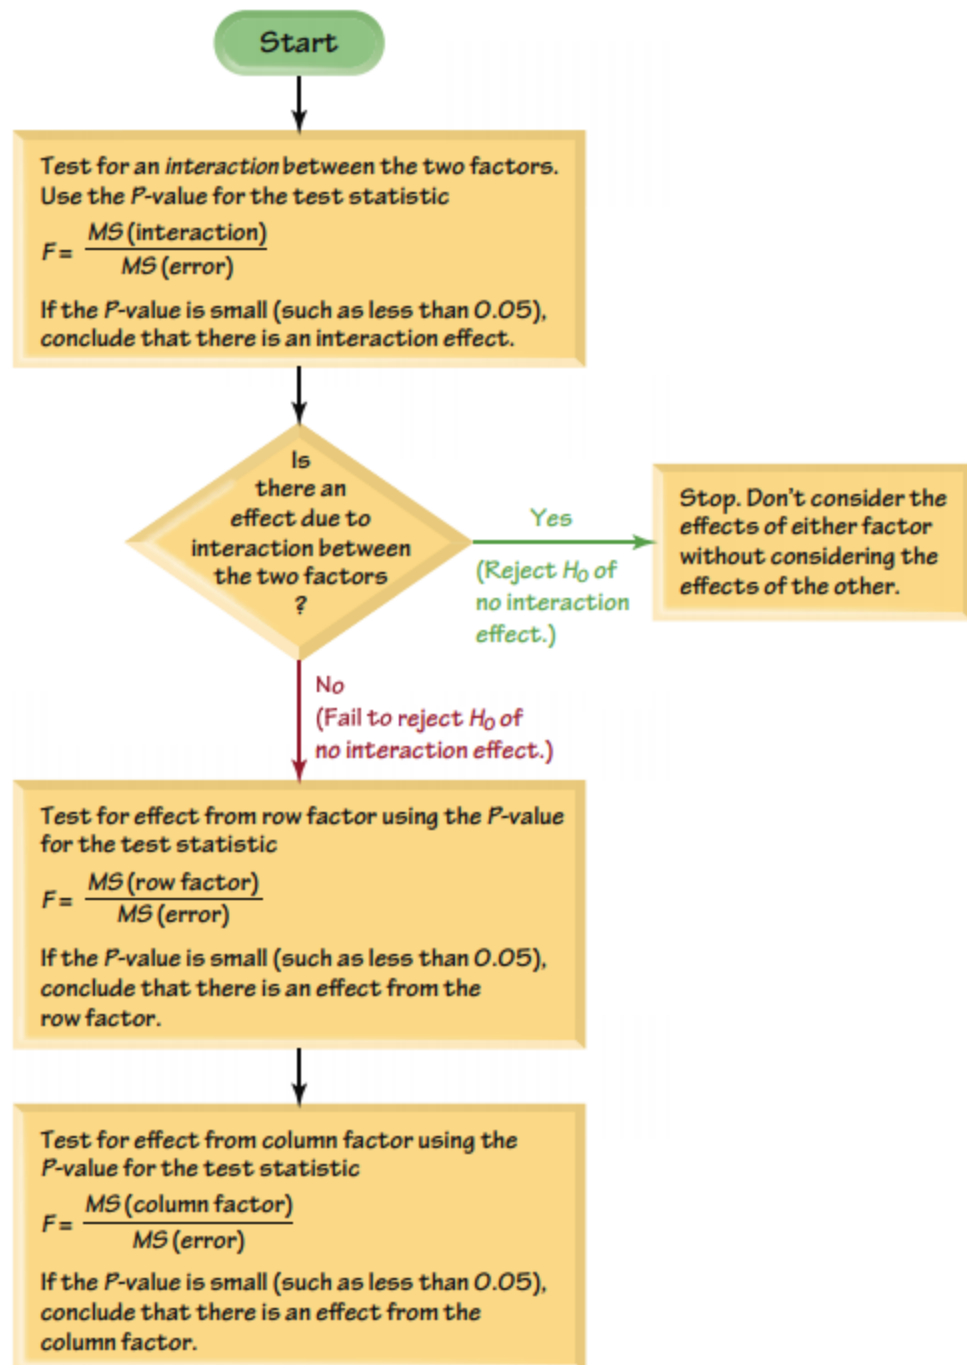 Start
Test for an interaction between the two factors.
Use the P-value for the test statistic
F = MS (interaction)
MS (error)
If the P-value is small (such as less than 0.05),
conclude that there is an interaction effect.
Is
there an
effect due to
interaction between
the two factors
?
Yes
(Reject H₀ of
no interaction
effect.)
Stop. Don't consider the
effects of either factor
without considering the
effects of the other.
No
(Fail to reject H₀ of
no interaction effect.)
Test for effect from row factor using the P-value
for the test statistic
F = MS (row factor)
MS (error)
If the P-value is small (such as less than 0.05),
conclude that there is an effect from the
row factor.
Test for effect from column factor using the
P-value for the test statistic
F = MS (column factor)
MS (error)
If the P-value is small (such as less than 0.05),
conclude that there is an effect from the
column factor.